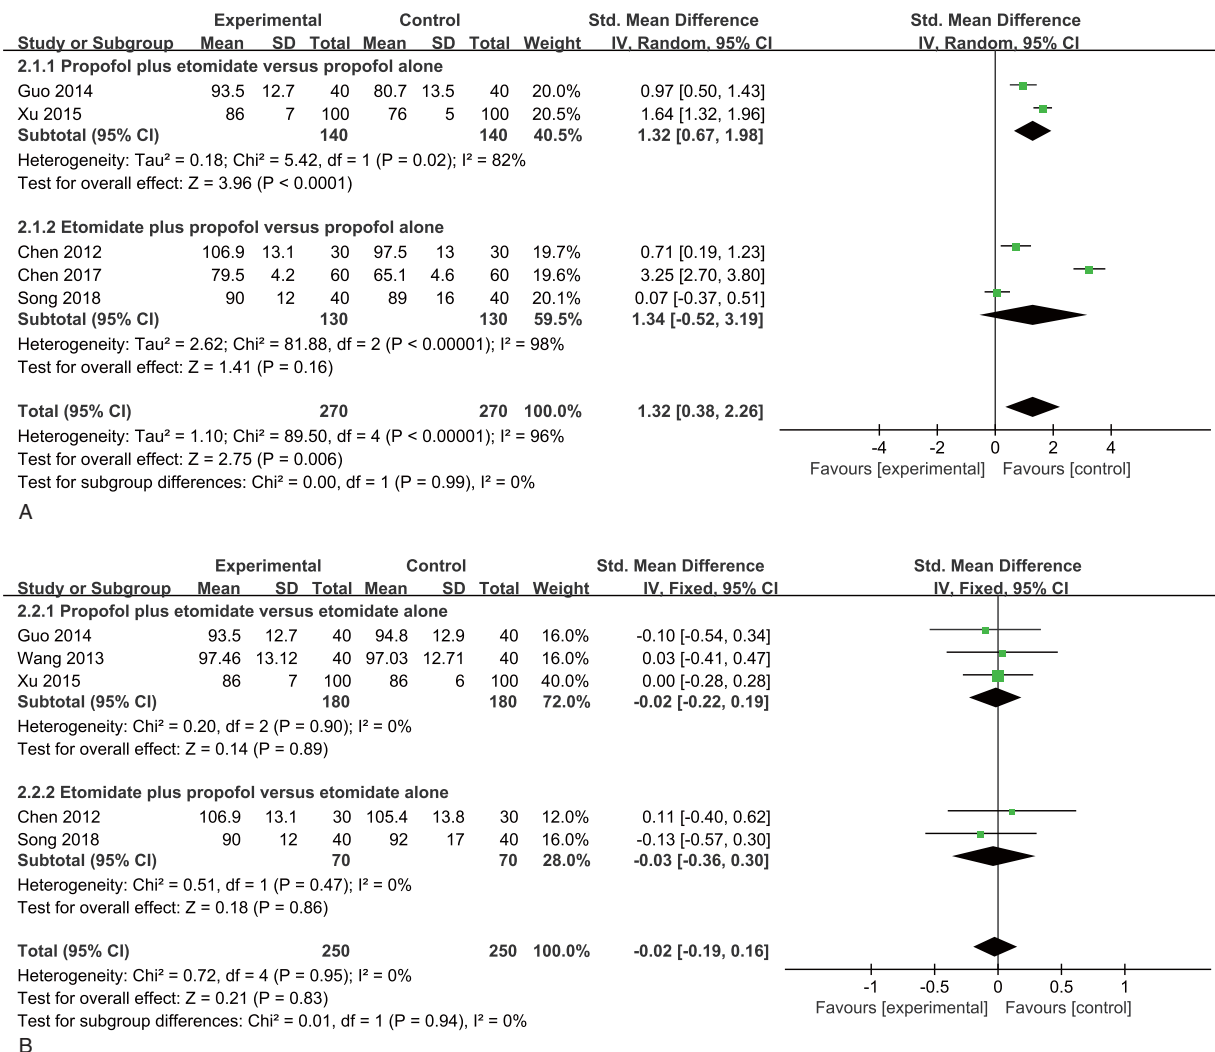 Experimental Control Std. Mean Difference Std. Mean Difference
Study or Subgroup Mean SD Total Mean SD Total Weight IV, Random, 95% CI IV, Random, 95% CI
2.1.1 Propofol plus etomidate versus propofol alone
Guo 2014 93.5 12.7 40 80.7 13.5 40 20.0% 0.97 [0.50, 1.43]
Xu 2015 86 7 100 76 5 100 20.5% 1.64 [1.32, 1.96]
Subtotal (95% CI) 140 140 40.5% 1.32 [0.67, 1.98]
Heterogeneity: Tau² = 0.18; Chi² = 5.42, df = 1 (P = 0.02); I² = 82%
Test for overall effect: Z = 3.96 (P < 0.0001)
2.1.2 Etomidate plus propofol versus propofol alone
Chen 2012 106.9 13.1 30 97.5 13 30 19.7% 0.71 [0.19, 1.23]
Chen 2017 79.5 4.2 60 65.1 4.6 60 19.6% 3.25 [2.70, 3.80]
Song 2018 90 12 40 89 16 40 20.1% 0.07 [-0.37, 0.51]
Subtotal (95% CI) 130 130 59.5% 1.34 [-0.52, 3.19]
Heterogeneity: Tau² = 2.62; Chi² = 81.88, df = 2 (P < 0.00001); I² = 98%
Test for overall effect: Z = 1.41 (P = 0.16)
Total (95% CI) 270 270 100.0% 1.32 [0.38, 2.26]
Heterogeneity: Tau² = 1.10; Chi² = 89.50, df = 4 (P < 0.00001); I² = 96%
Test for overall effect: Z = 2.75 (P = 0.006)
Test for subgroup differences: Chi² = 0.00, df = 1 (P = 0.99), I² = 0%
-4 -2 0 2 4
Favours [experimental] Favours [control]
A
Experimental Control Std. Mean Difference Std. Mean Difference
Study or Subgroup Mean SD Total Mean SD Total Weight IV, Fixed, 95% CI IV, Fixed, 95% CI
2.2.1 Propofol plus etomidate versus etomidate alone
Guo 2014 93.5 12.7 40 94.8 12.9 40 16.0% -0.10 [-0.54, 0.34]
Wang 2013 97.46 13.12 40 97.03 12.71 40 16.0% 0.03 [-0.41, 0.47]
Xu 2015 86 7 100 86 6 100 40.0% 0.00 [-0.28, 0.28]
Subtotal (95% CI) 180 180 72.0% -0.02 [-0.22, 0.19]
Heterogeneity: Chi² = 0.20, df = 2 (P = 0.90); I² = 0%
Test for overall effect: Z = 0.14 (P = 0.89)
2.2.2 Etomidate plus propofol versus etomidate alone
Chen 2012 106.9 13.1 30 105.4 13.8 30 12.0% 0.11 [-0.40, 0.62]
Song 2018 90 12 40 92 17 40 16.0% -0.13 [-0.57, 0.30]
Subtotal (95% CI) 70 70 28.0% -0.03 [-0.36, 0.30]
Heterogeneity: Chi² = 0.51, df = 1 (P = 0.47); I² = 0%
Test for overall effect: Z = 0.18 (P = 0.86)
Total (95% CI) 250 250 100.0% -0.02 [-0.19, 0.16]
Heterogeneity: Chi² = 0.72, df = 4 (P = 0.95); I² = 0%
Test for overall effect: Z = 0.21 (P = 0.83)
Test for subgroup differences: Chi² = 0.01, df = 1 (P = 0.94), I² = 0%
-1 -0.5 0 0.5 1
Favours [experimental] Favours [control]
B